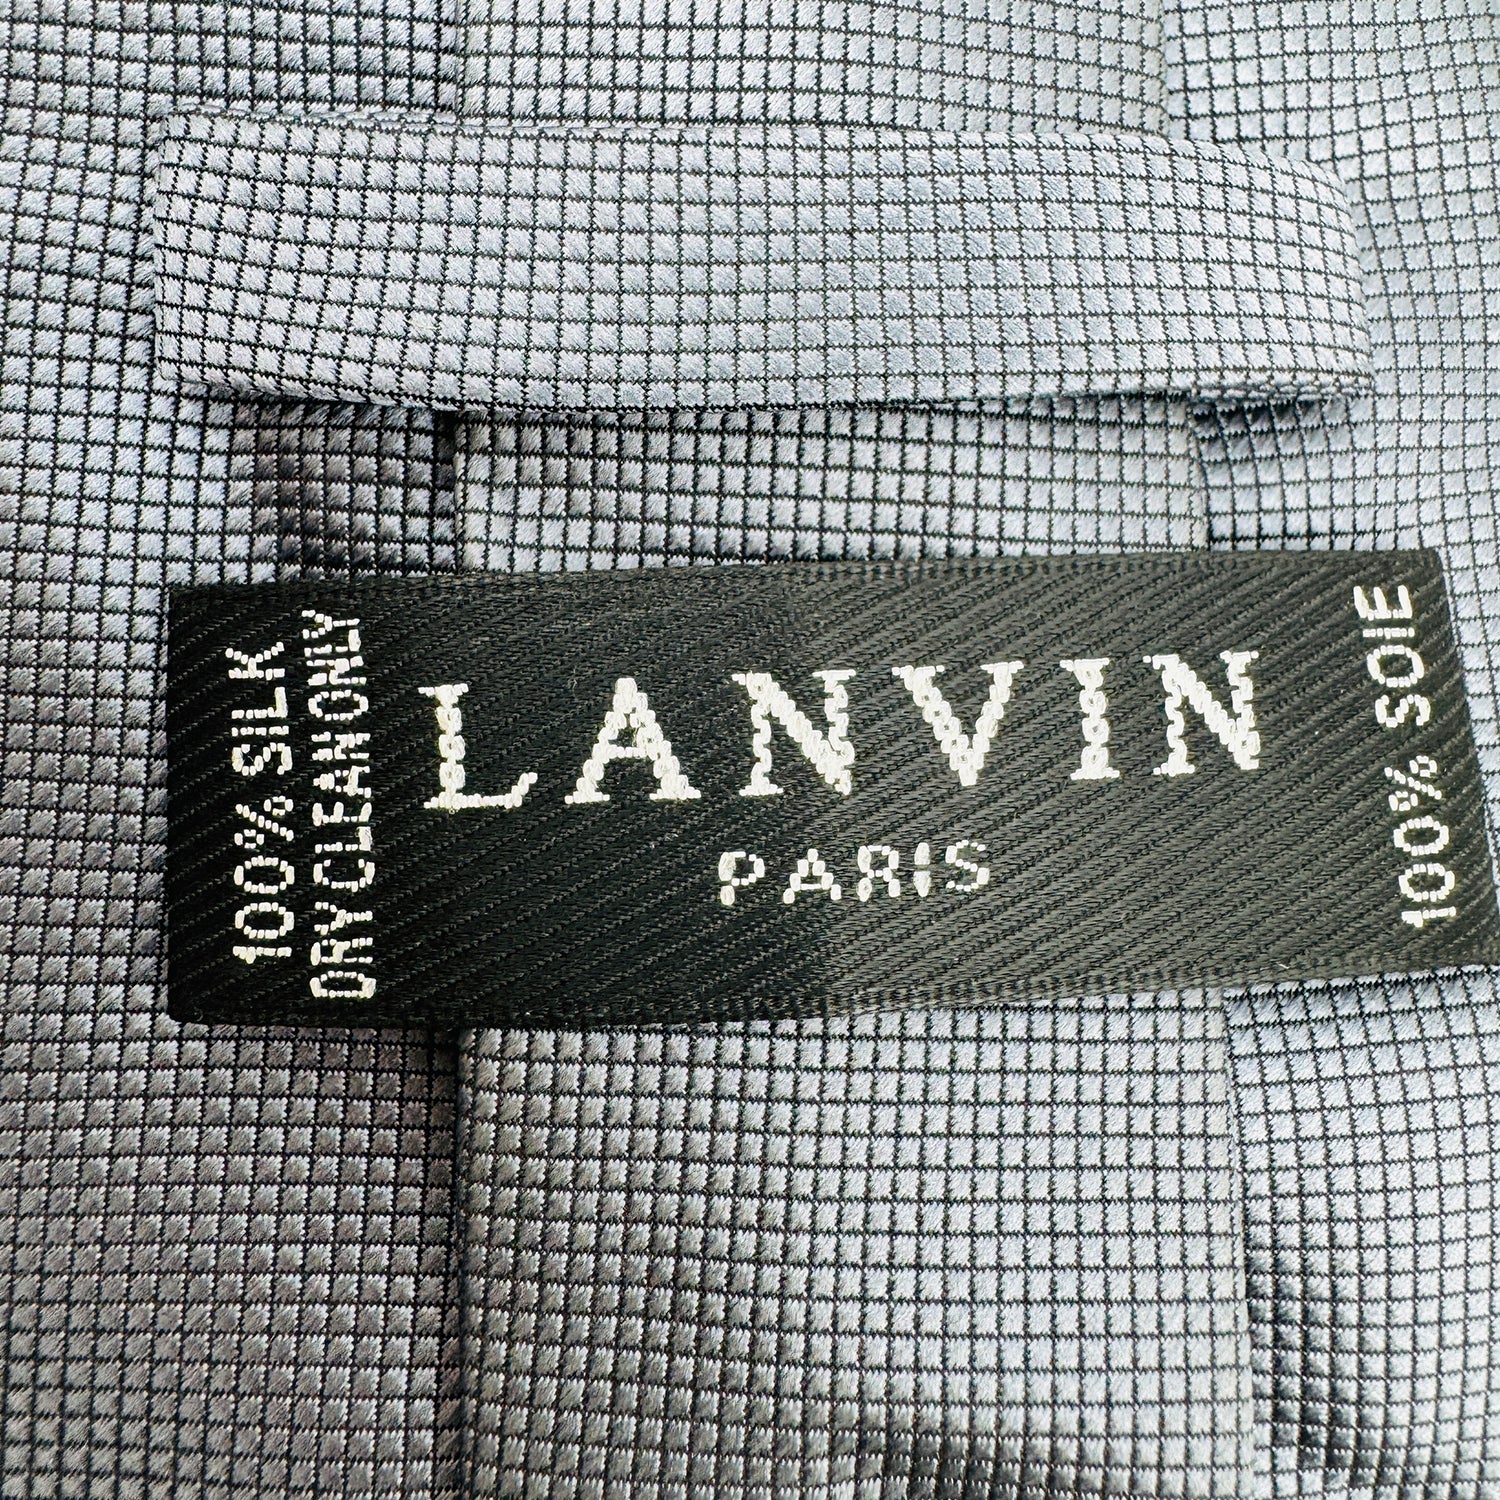 100% SILK
DRY CLEAN ONLY
LANVIN
PARIS
100% SOIE